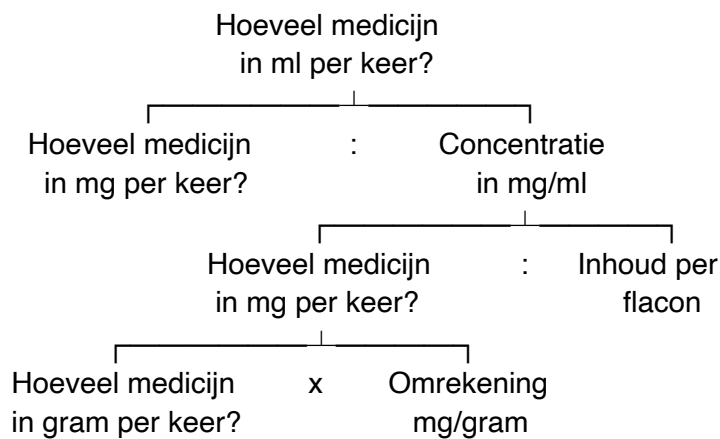 Hoeveel medicijn
in ml per keer?
Hoeveel medicijn : Concentratie
in mg per keer? in mg/ml
Hoeveel medicijn : Inhoud per
in mg per keer? flacon
Hoeveel medicijn x Omrekening
in gram per keer? mg/gram